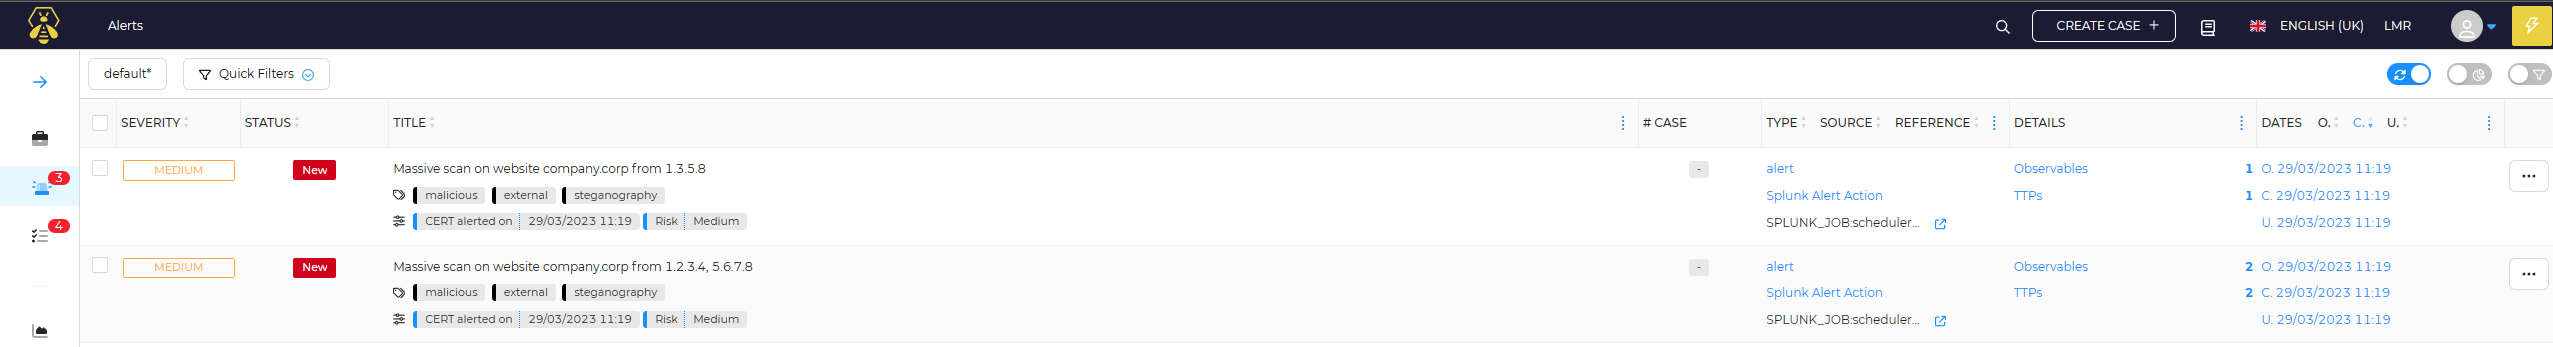 Alerts CREATE CASE + ENGLISH (UK) LMR
default* Quick Filters
SEVERITY STATUS TITLE # CASE TYPE SOURCE REFERENCE DETAILS DATES O. C. U.
MEDIUM New Massive scan on website company.corp from 1.3.5.8 - alert Observables 1 O. 29/03/2023 11:19
3
malicious external steganography Splunk Alert Action TTPs 1 C. 29/03/2023 11:19
CERT alerted on 29/03/2023 11:19 Risk Medium SPLUNK_JOB:scheduler... U. 29/03/2023 11:19
4
MEDIUM New Massive scan on website company.corp from 1.2.3.4, 5.6.7.8 - alert Observables 2 O. 29/03/2023 11:19
malicious external steganography Splunk Alert Action TTPs 2 C. 29/03/2023 11:19
CERT alerted on 29/03/2023 11:19 Risk Medium SPLUNK_JOB:scheduler... U. 29/03/2023 11:19